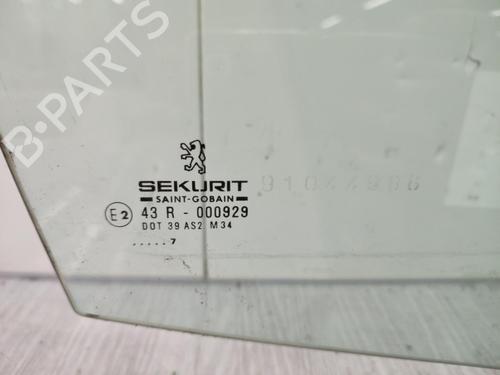 B-PARTS
SEKURIT
SAINT-GOBAIN
E2 43 R - 000929
DOT 39 AS2 M34
.....7